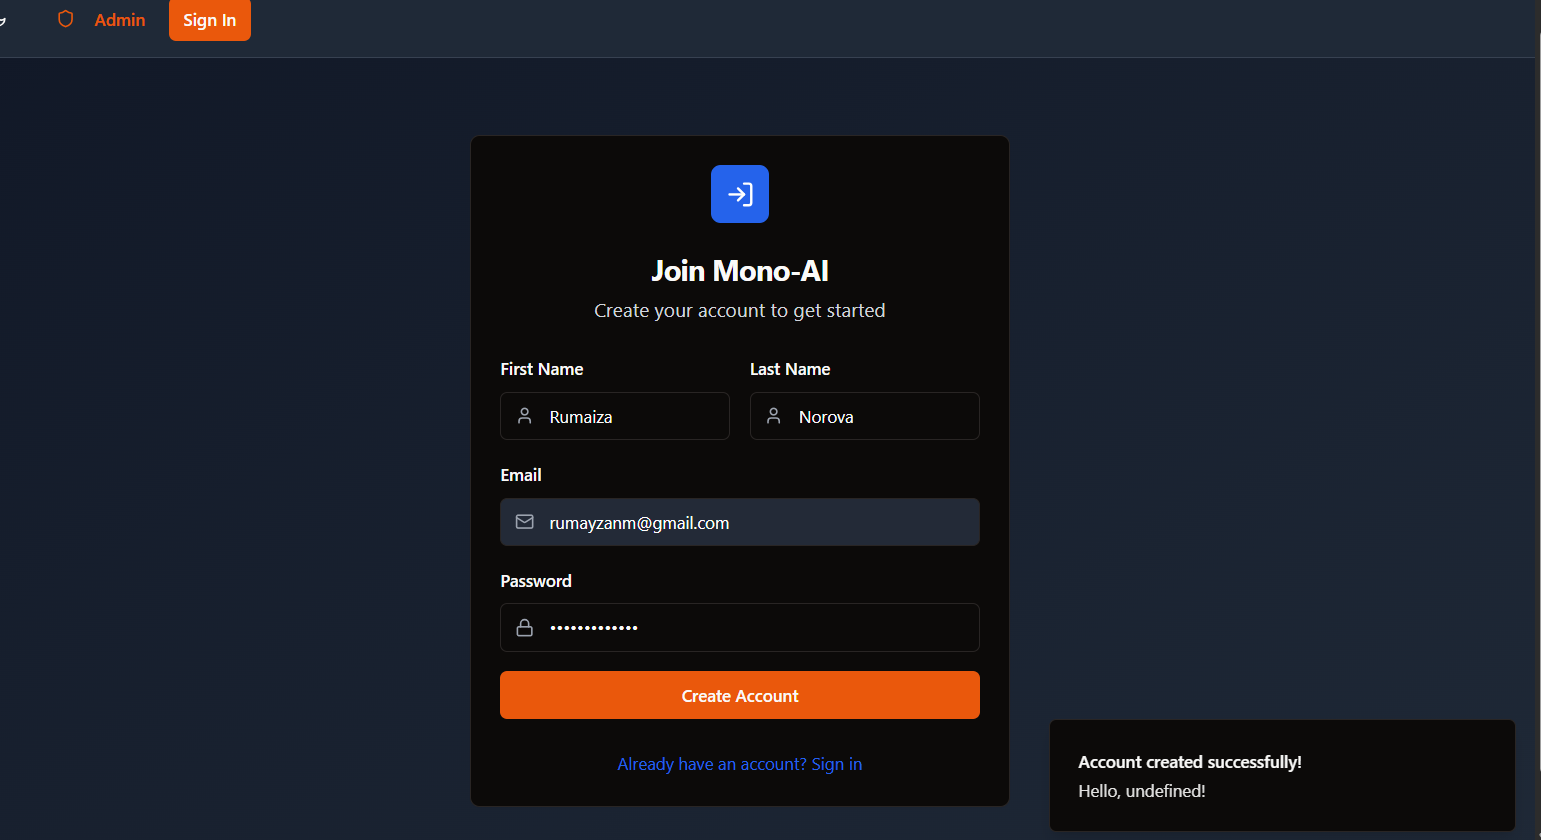 Admin
Sign In
Join Mono-AI
Create your account to get started
First Name
Last Name
Rumaiza
Norova
Email
rumayzanm@gmail.com
Password
•••••••••••••
Create Account
Already have an account? Sign in
Account created successfully!
Hello, undefined!